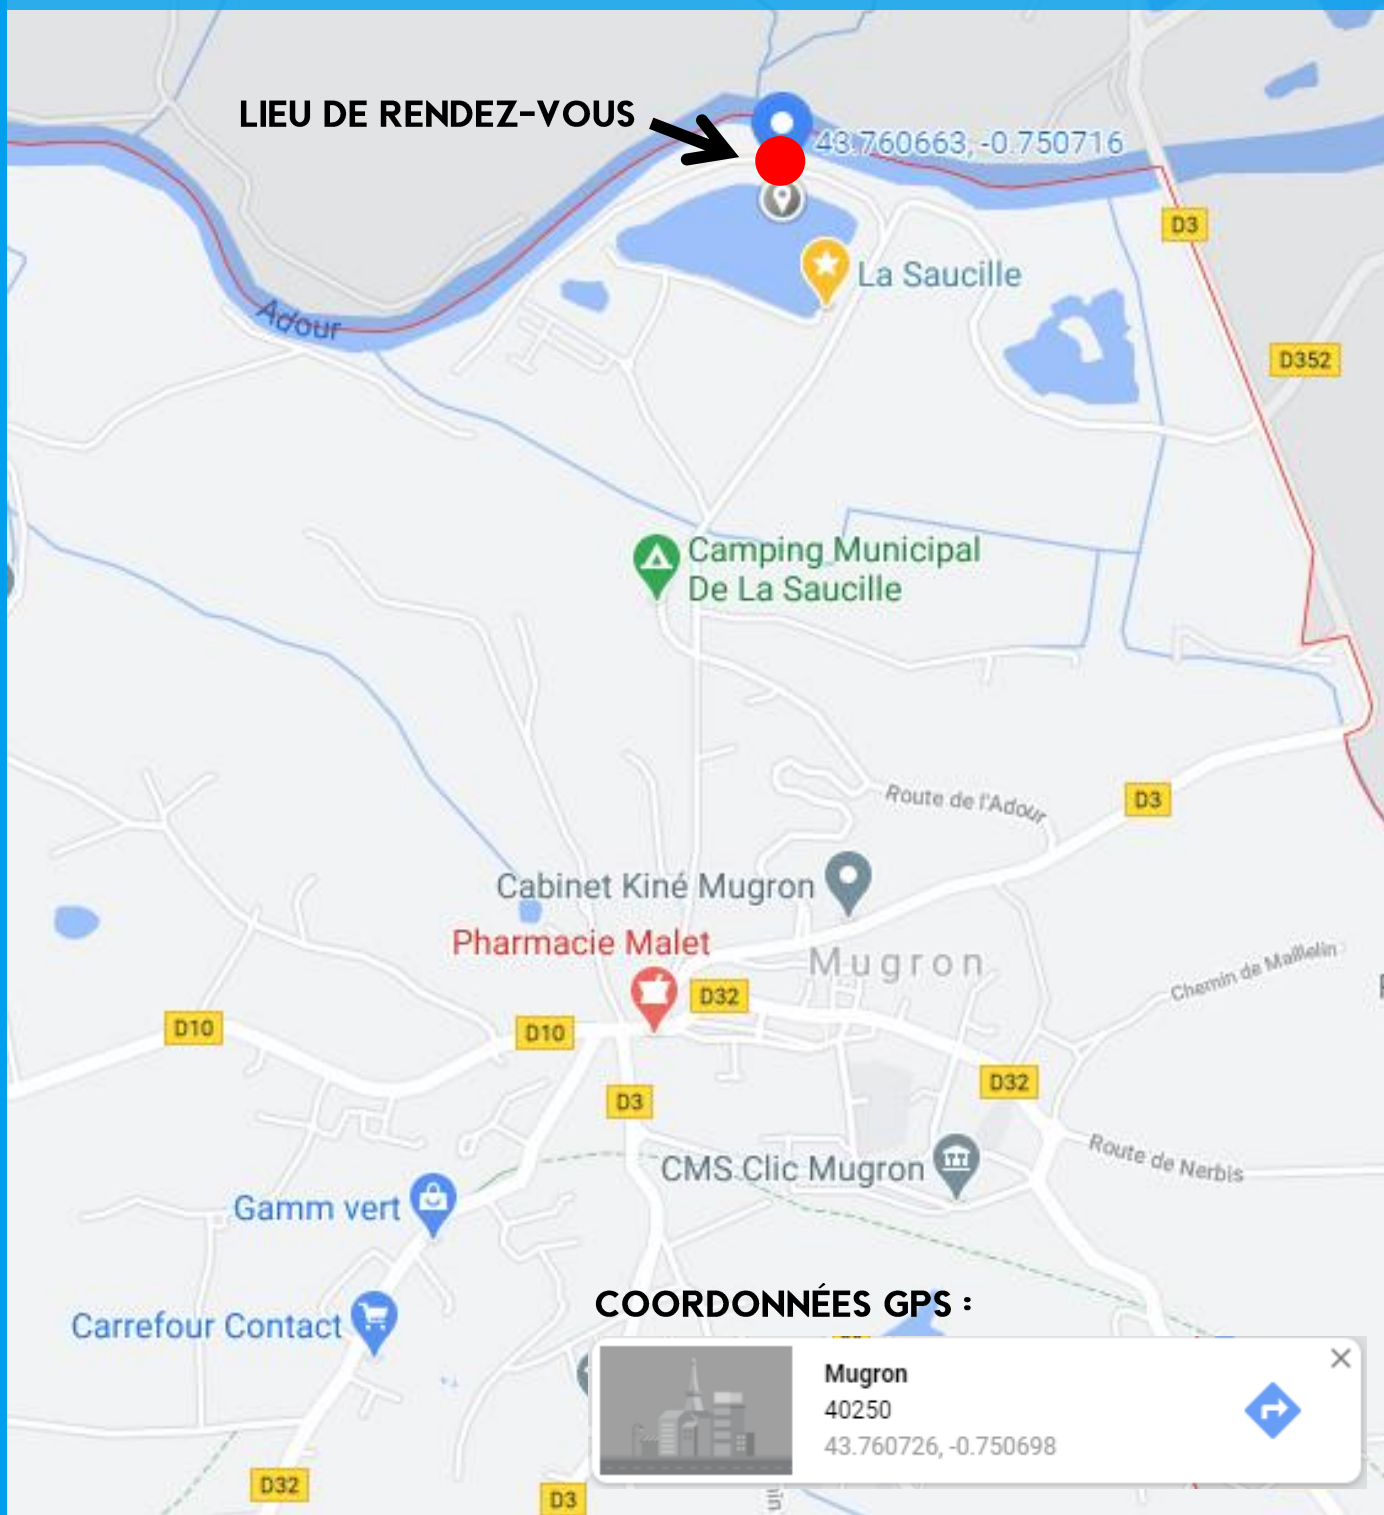 LIEU DE RENDEZ-VOUS
43.760663, -0.750716
D3
La Saucille
Adour
D352
Camping Municipal
De La Saucille
Route de l'Adour
D3
Cabinet Kiné Mugron
Pharmacie Malet
Mugron
Chemin de Maillelin
D32
D10
D10
D32
D3
Route de Nerbis
CMS Clic Mugron
Gamm vert
COORDONNÉES GPS :
Carrefour Contact
Mugron
40250
43.760726, -0.750698
D32
D3